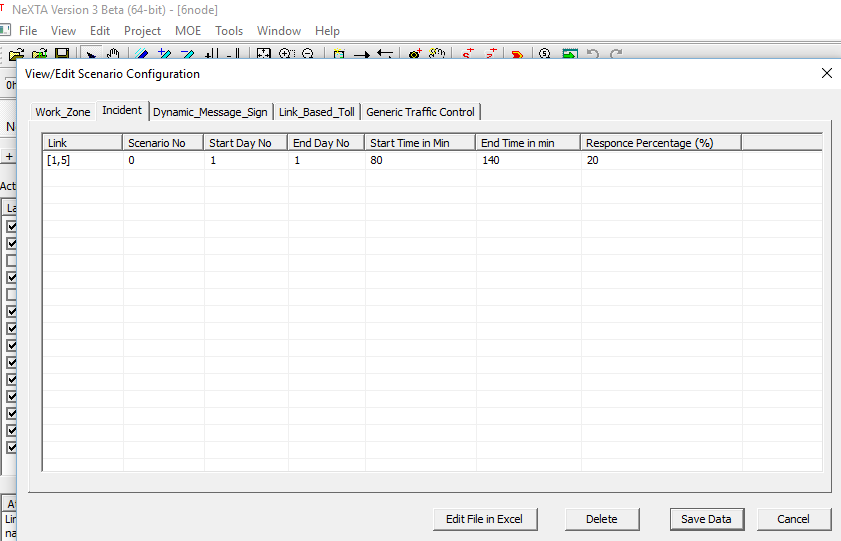 NeXTA Version 3 Beta (64-bit) - [6node]
File View Edit Project MOE Tools Window Help
View/Edit Scenario Configuration
Work_Zone Incident Dynamic_Message_Sign Link_Based_Toll Generic Traffic Control
Link Scenario No Start Day No End Day No Start Time in Min End Time in min Responce Percentage (%)
[1,5] 0 1 1 80 140 20
Edit File in Excel Delete Save Data Cancel